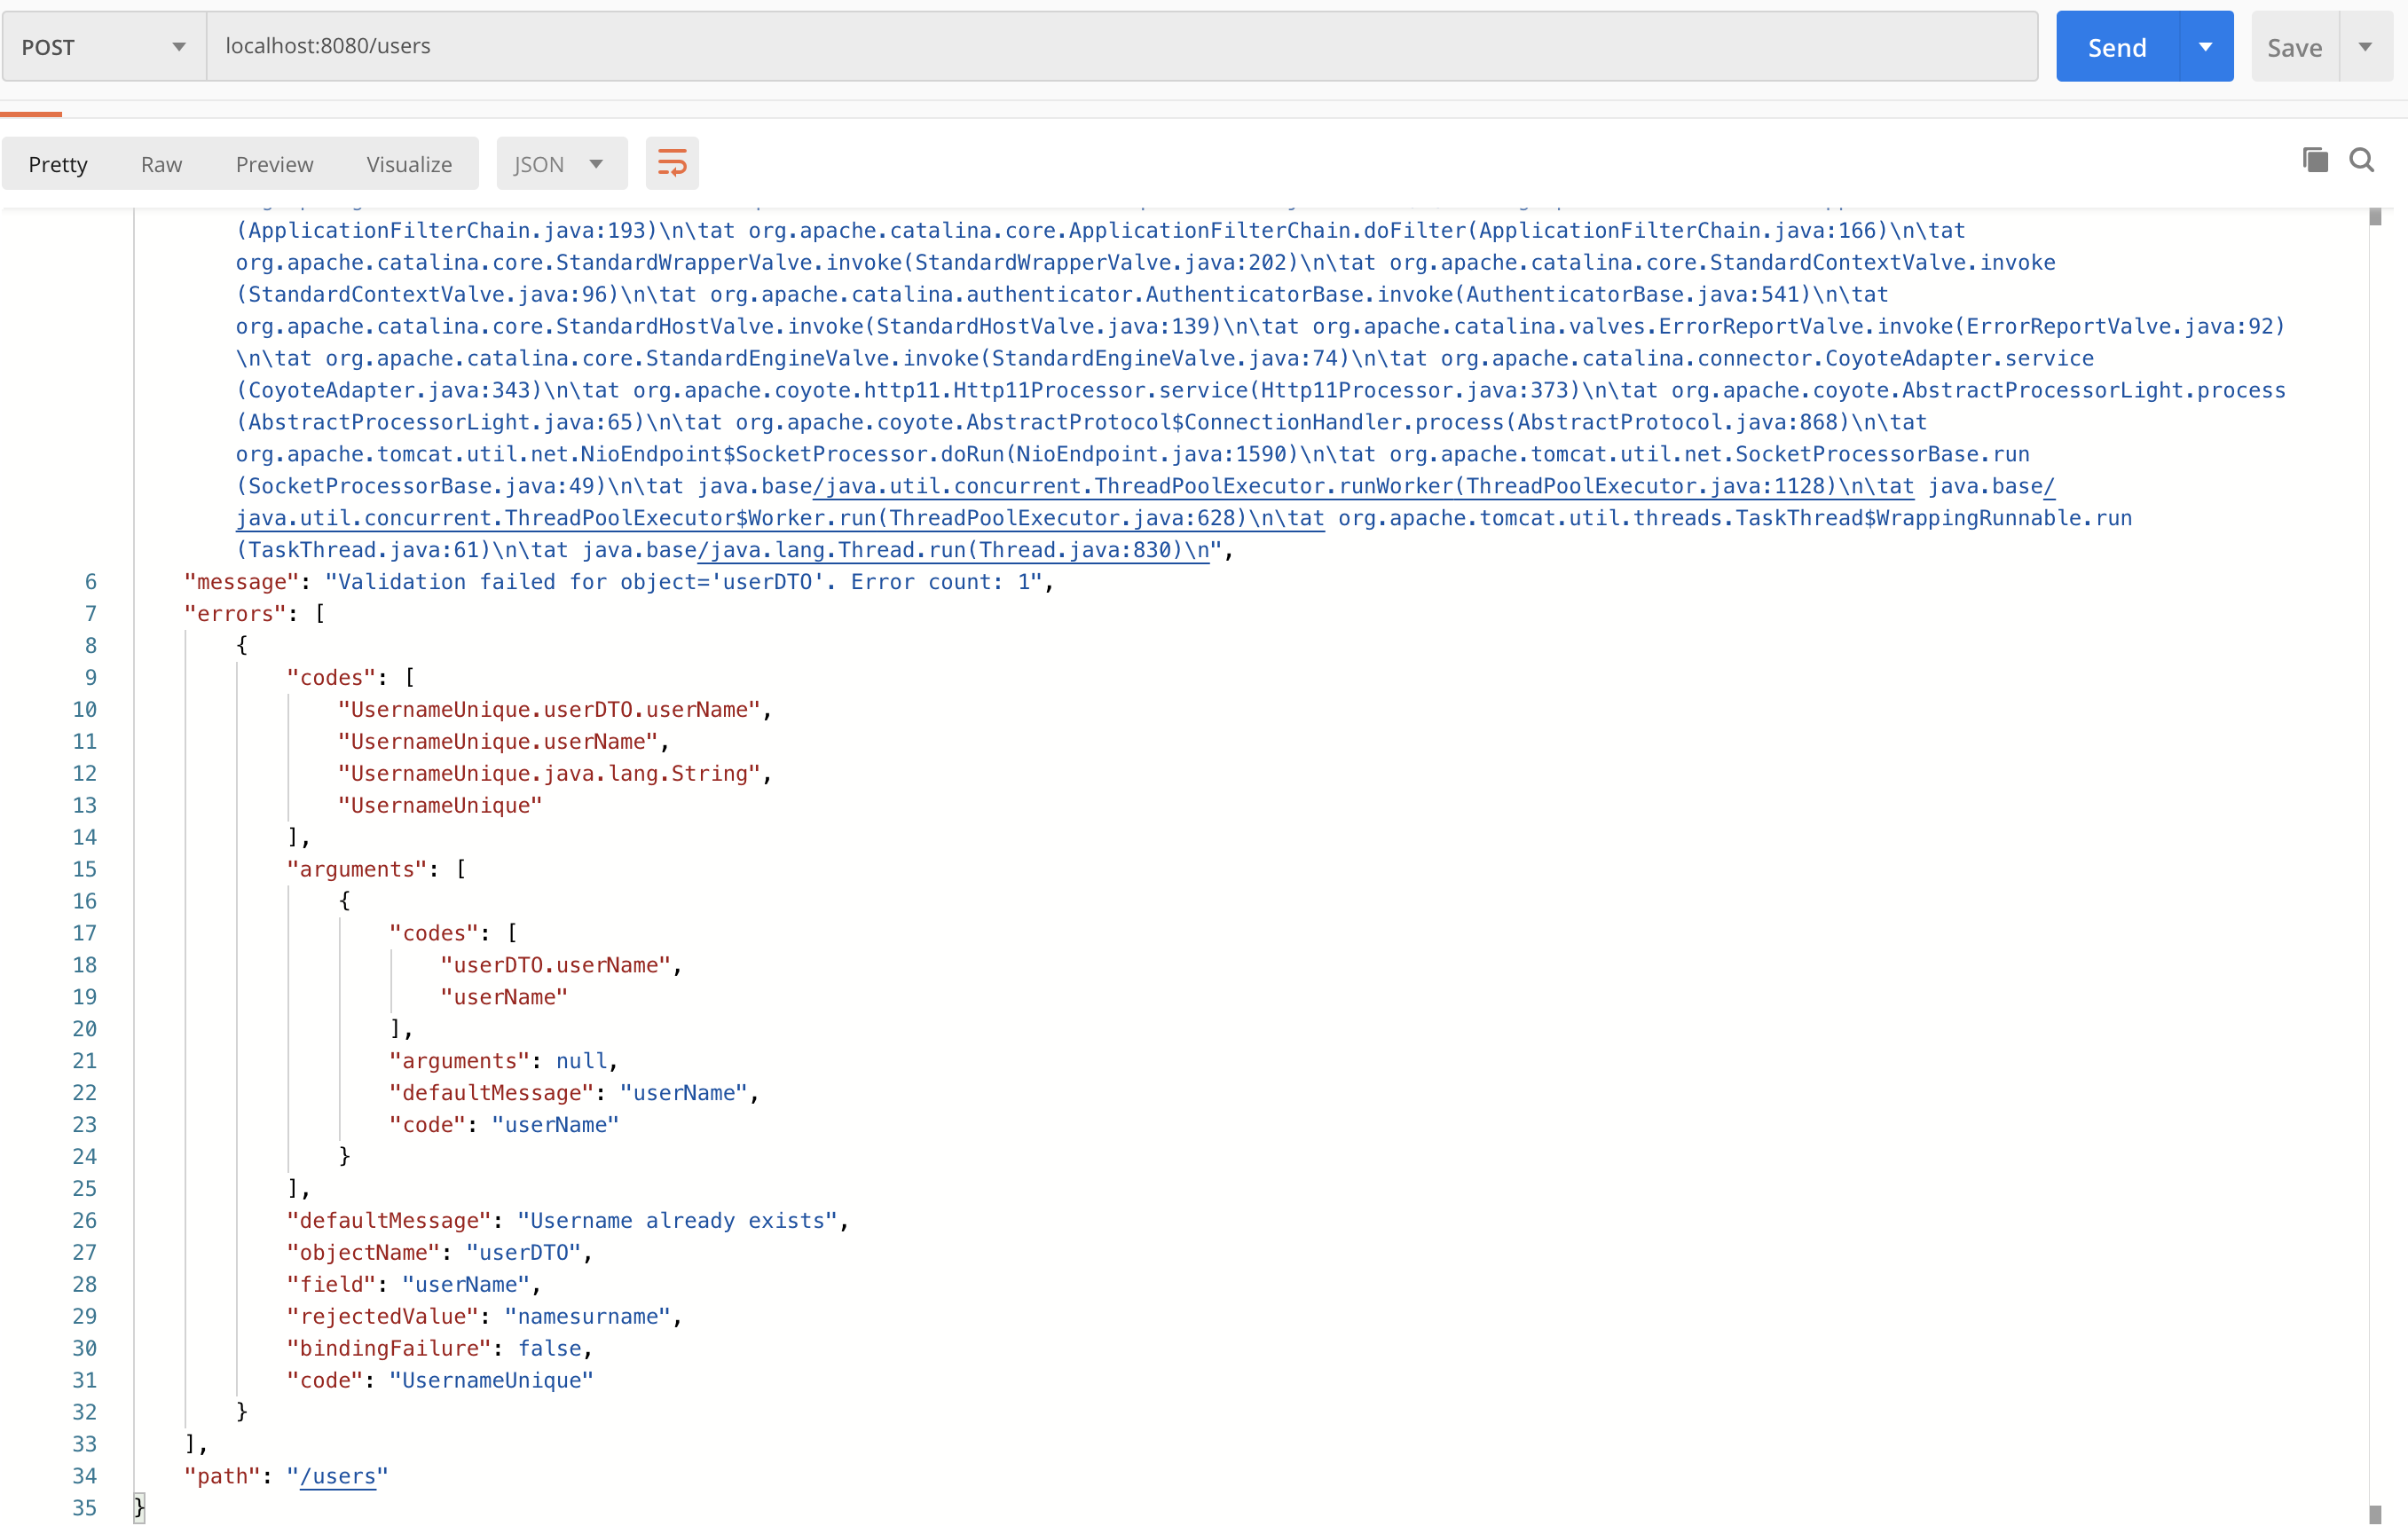 POST localhost:8080/users Send Save
Pretty Raw Preview Visualize JSON
(ApplicationFilterChain.java:193)\n\tat org.apache.catalina.core.ApplicationFilterChain.doFilter(ApplicationFilterChain.java:166)\n\tat
org.apache.catalina.core.StandardWrapperValve.invoke(StandardWrapperValve.java:202)\n\tat org.apache.catalina.core.StandardContextValve.invoke
(StandardContextValve.java:96)\n\tat org.apache.catalina.authenticator.AuthenticatorBase.invoke(AuthenticatorBase.java:541)\n\tat
org.apache.catalina.core.StandardHostValve.invoke(StandardHostValve.java:139)\n\tat org.apache.catalina.valves.ErrorReportValve.invoke(ErrorReportValve.java:92)
\n\tat org.apache.catalina.core.StandardEngineValve.invoke(StandardEngineValve.java:74)\n\tat org.apache.catalina.connector.CoyoteAdapter.service
(CoyoteAdapter.java:343)\n\tat org.apache.coyote.http11.Http11Processor.service(Http11Processor.java:373)\n\tat org.apache.coyote.AbstractProcessorLight.process
(AbstractProcessorLight.java:65)\n\tat org.apache.coyote.AbstractProtocol$ConnectionHandler.process(AbstractProtocol.java:868)\n\tat
org.apache.tomcat.util.net.NioEndpoint$SocketProcessor.doRun(NioEndpoint.java:1590)\n\tat org.apache.tomcat.util.net.SocketProcessorBase.run
(SocketProcessorBase.java:49)\n\tat java.base/java.util.concurrent.ThreadPoolExecutor.runWorker(ThreadPoolExecutor.java:1128)\n\tat java.base/
java.util.concurrent.ThreadPoolExecutor$Worker.run(ThreadPoolExecutor.java:628)\n\tat org.apache.tomcat.util.threads.TaskThread$WrappingRunnable.run
(TaskThread.java:61)\n\tat java.base/java.lang.Thread.run(Thread.java:830)\n",
6 "message": "Validation failed for object='userDTO'. Error count: 1",
7 "errors": [
8 {
9 "codes": [
10 "UsernameUnique.userDTO.userName",
11 "UsernameUnique.userName",
12 "UsernameUnique.java.lang.String",
13 "UsernameUnique"
14 ],
15 "arguments": [
16 {
17 "codes": [
18 "userDTO.userName",
19 "userName"
20 ],
21 "arguments": null,
22 "defaultMessage": "userName",
23 "code": "userName"
24 }
25 ],
26 "defaultMessage": "Username already exists",
27 "objectName": "userDTO",
28 "field": "userName",
29 "rejectedValue": "namesurname",
30 "bindingFailure": false,
31 "code": "UsernameUnique"
32 }
33 ],
34 "path": "/users"
35 }